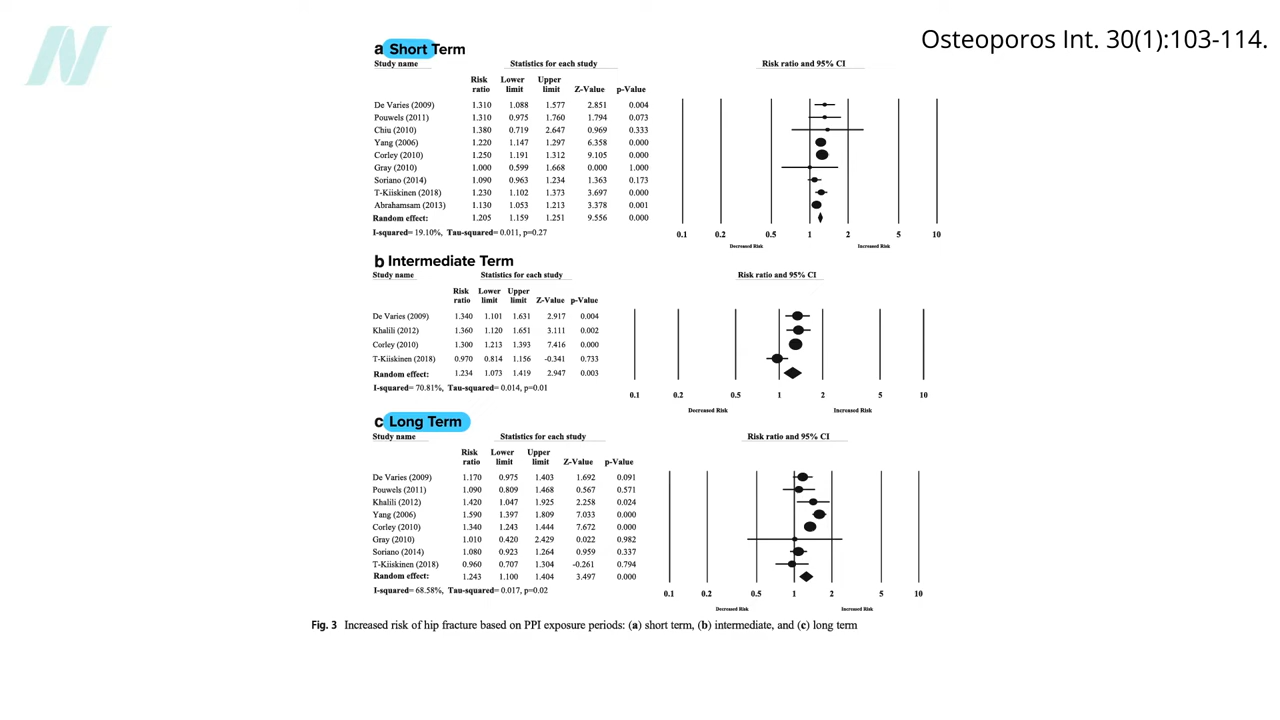 Osteoporos Int. 30(1):103-114.
a Short Term
Study name Statistics for each study Risk ratio and 95% CI
Risk ratio Lower limit Upper limit Z-Value p-Value
De Varies (2009) 1.310 1.088 1.577 2.851 0.004
Pouwels (2011) 1.310 0.975 1.760 1.794 0.073
Chiu (2010) 1.380 0.719 2.647 0.969 0.333
Yang (2006) 1.220 1.147 1.297 6.358 0.000
Corley (2010) 1.250 1.191 1.312 9.105 0.000
Gray (2010) 1.000 0.599 1.668 0.000 1.000
Soriano (2014) 1.090 0.963 1.234 1.363 0.173
T-Kiiskinen (2018) 1.230 1.102 1.373 3.697 0.000
Abrahamsam (2013) 1.130 1.053 1.213 3.378 0.001
Random effect: 1.205 1.159 1.251 9.556 0.000
I-squared= 19.10%, Tau-squared= 0.011, p=0.27
0.1 0.2 0.5 1 2 5 10
Decreased Risk Increased Risk
b Intermediate Term
Study name Statistics for each study Risk ratio and 95% CI
Risk ratio Lower limit Upper limit Z-Value p-Value
De Varies (2009) 1.340 1.101 1.631 2.917 0.004
Khalili (2012) 1.360 1.120 1.651 3.111 0.002
Corley (2010) 1.300 1.213 1.393 7.416 0.000
T-Kiiskinen (2018) 0.970 0.814 1.156 -0.341 0.733
Random effect: 1.234 1.073 1.419 2.947 0.003
I-squared= 70.81%, Tau-squared= 0.014, p=0.01
0.1 0.2 0.5 1 2 5 10
Decreased Risk Increased Risk
c Long Term
Study name Statistics for each study Risk ratio and 95% CI
Risk ratio Lower limit Upper limit Z-Value p-Value
De Varies (2009) 1.170 0.975 1.403 1.692 0.091
Pouwels (2011) 1.090 0.809 1.468 0.567 0.571
Khalili (2012) 1.420 1.047 1.925 2.258 0.024
Yang (2006) 1.590 1.397 1.809 7.033 0.000
Corley (2010) 1.340 1.243 1.444 7.672 0.000
Gray (2010) 1.010 0.420 2.429 0.022 0.982
Soriano (2014) 1.080 0.923 1.264 0.959 0.337
T-Kiiskinen (2018) 0.960 0.707 1.304 -0.261 0.794
Random effect: 1.243 1.100 1.404 3.497 0.000
I-squared= 68.58%, Tau-squared= 0.017, p=0.02
0.1 0.2 0.5 1 2 5 10
Decreased Risk Increased Risk
Fig. 3 Increased risk of hip fracture based on PPI exposure periods: (a) short term, (b) intermediate, and (c) long term